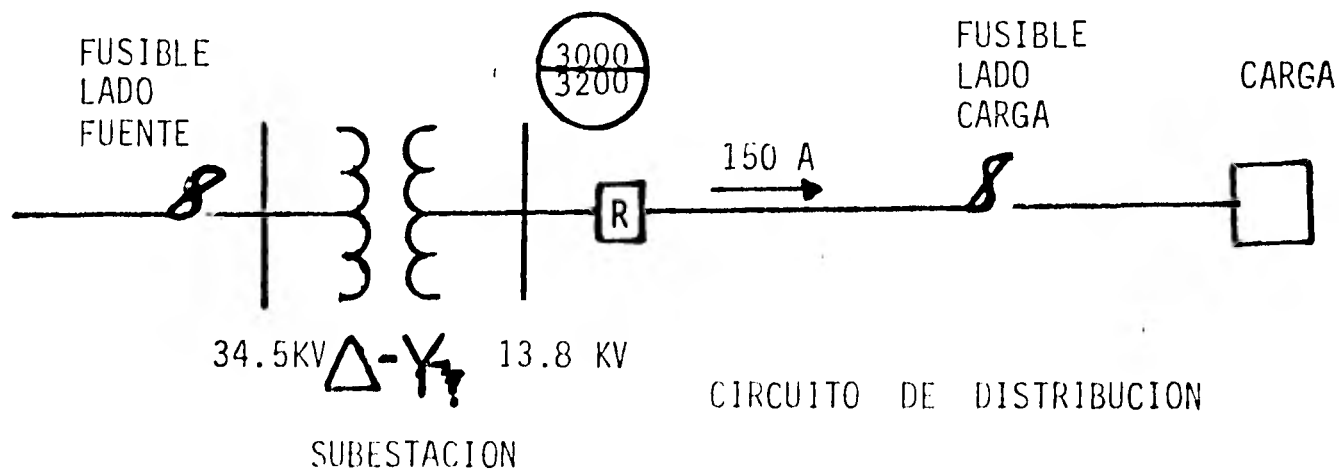 FUSIBLE
LADO
FUENTE
3000
3200
150 A
FUSIBLE
LADO
CARGA
CARGA
R
34.5KV Δ-Y 13.8 KV
CIRCUITO DE DISTRIBUCION
SUBESTACION